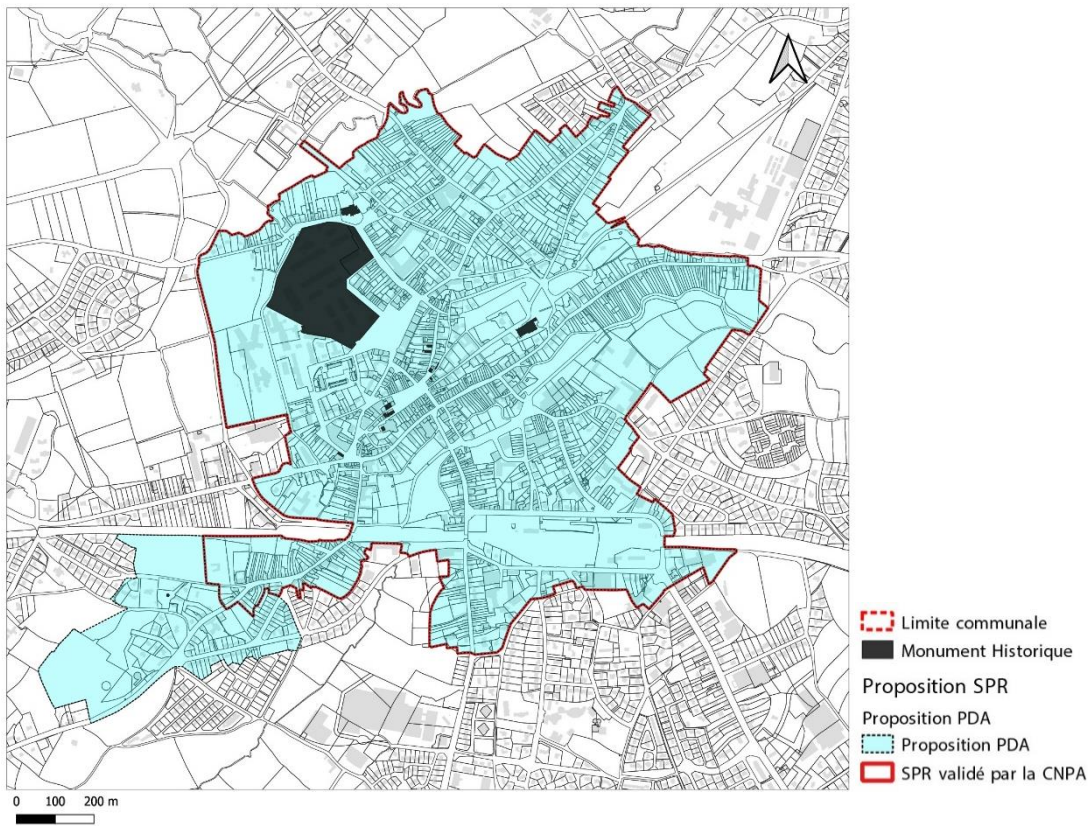 Limite communale
Monument Historique
Proposition SPR
Proposition PDA
Proposition PDA
SPR validé par la CNPA
0 100 200 m